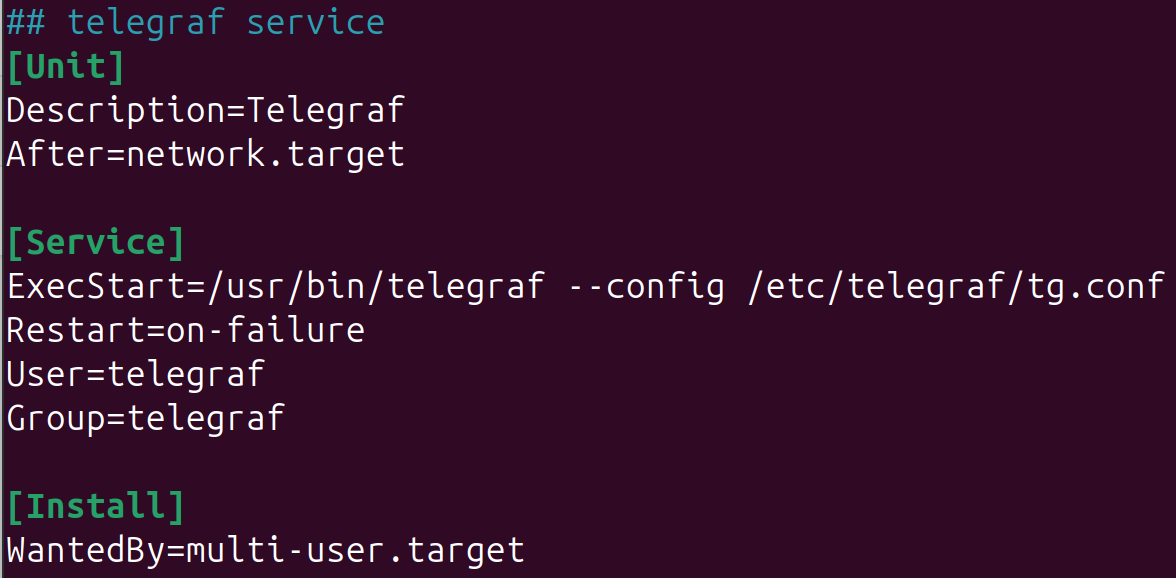 ## telegraf service
[Unit]
Description=Telegraf
After=network.target
[Service]
ExecStart=/usr/bin/telegraf --config /etc/telegraf/tg.conf
Restart=on-failure
User=telegraf
Group=telegraf
[Install]
WantedBy=multi-user.target